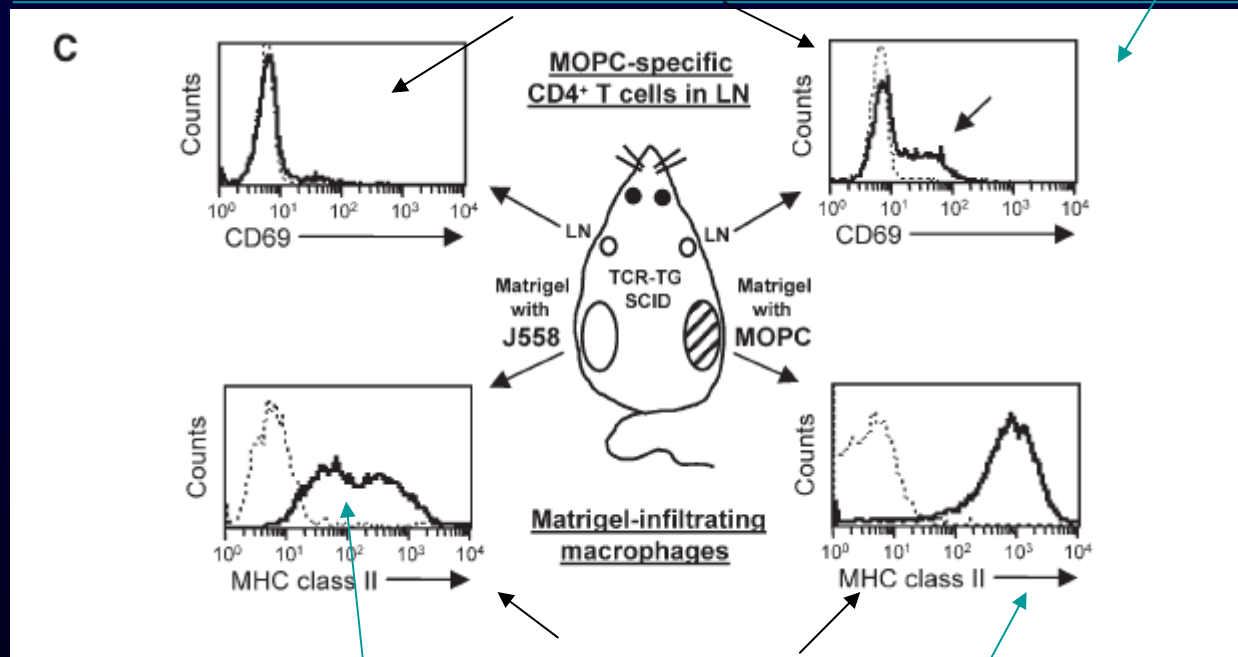 C
MOPC-specific
CD4⁺ T cells in LN
Counts
10⁰ 10¹ 10² 10³ 10⁴
CD69
Counts
10⁰ 10¹ 10² 10³ 10⁴
CD69
LN
LN
TCR-TG
SCID
Matrigel
with
J558
Matrigel
with
MOPC
Counts
10⁰ 10¹ 10² 10³ 10⁴
MHC class II
Matrigel-infiltrating
macrophages
Counts
10⁰ 10¹ 10² 10³ 10⁴
MHC class II